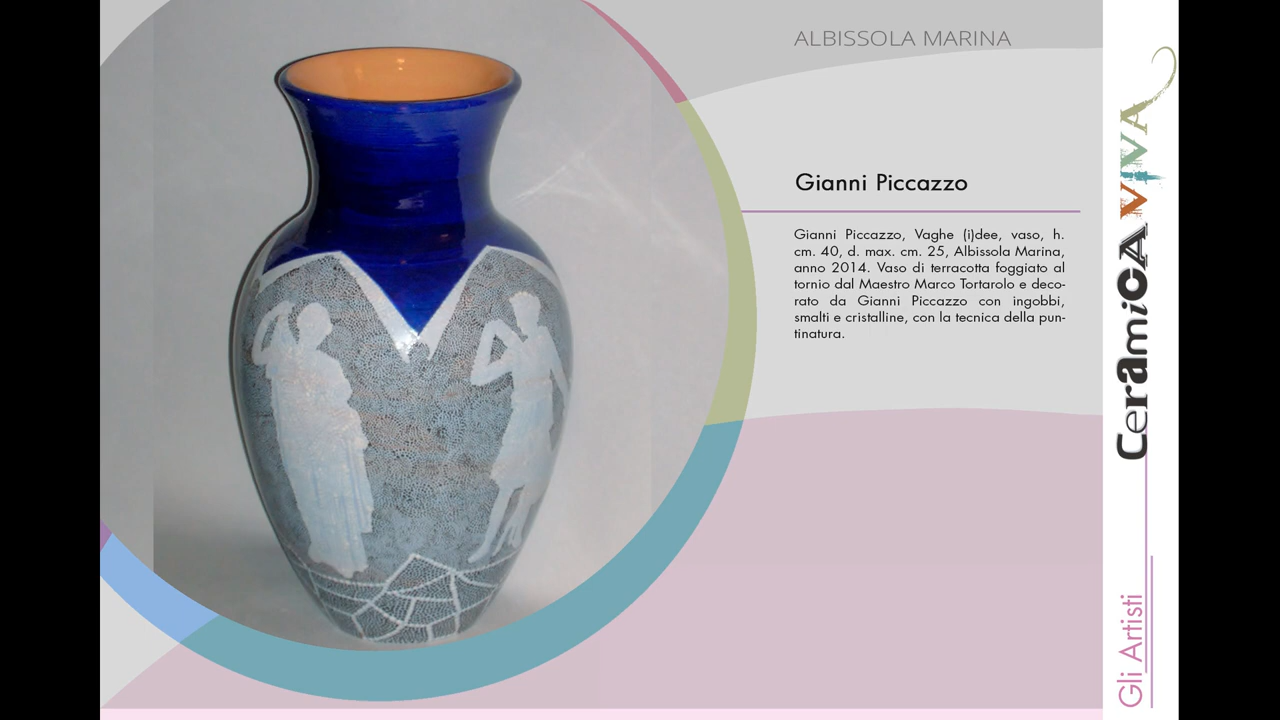 ALBISSOLA MARINA
Gianni Piccazzo
Gianni Piccazzo, Vaghe (i)dee, vaso, h.
cm. 40, d. max. cm. 25, Albissola Marina,
anno 2014. Vaso di terracotta foggiato al
tornio dal Maestro Marco Tortarolo e deco-
rato da Gianni Piccazzo con ingobbi,
smalti e cristalline, con la tecnica della pun-
tinatura.
CerAmiCA VIVA
Gli Artisti